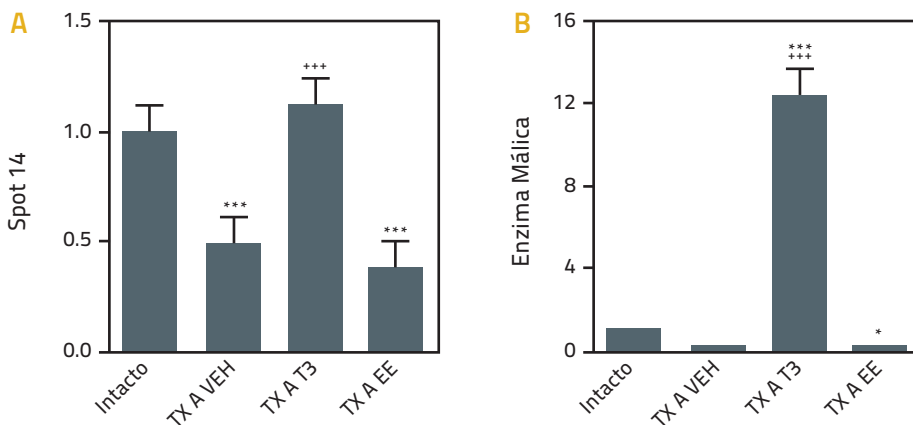 A
Spot 14
1.5
1.0
0.5
0.0
***
+++
***
Intacto
TX A VEH
TX A T3
TX A EE
B
Enzima Málica
16
12
8
4
0
***
+++
*
Intacto
TX A VEH
TX A T3
TX A EE